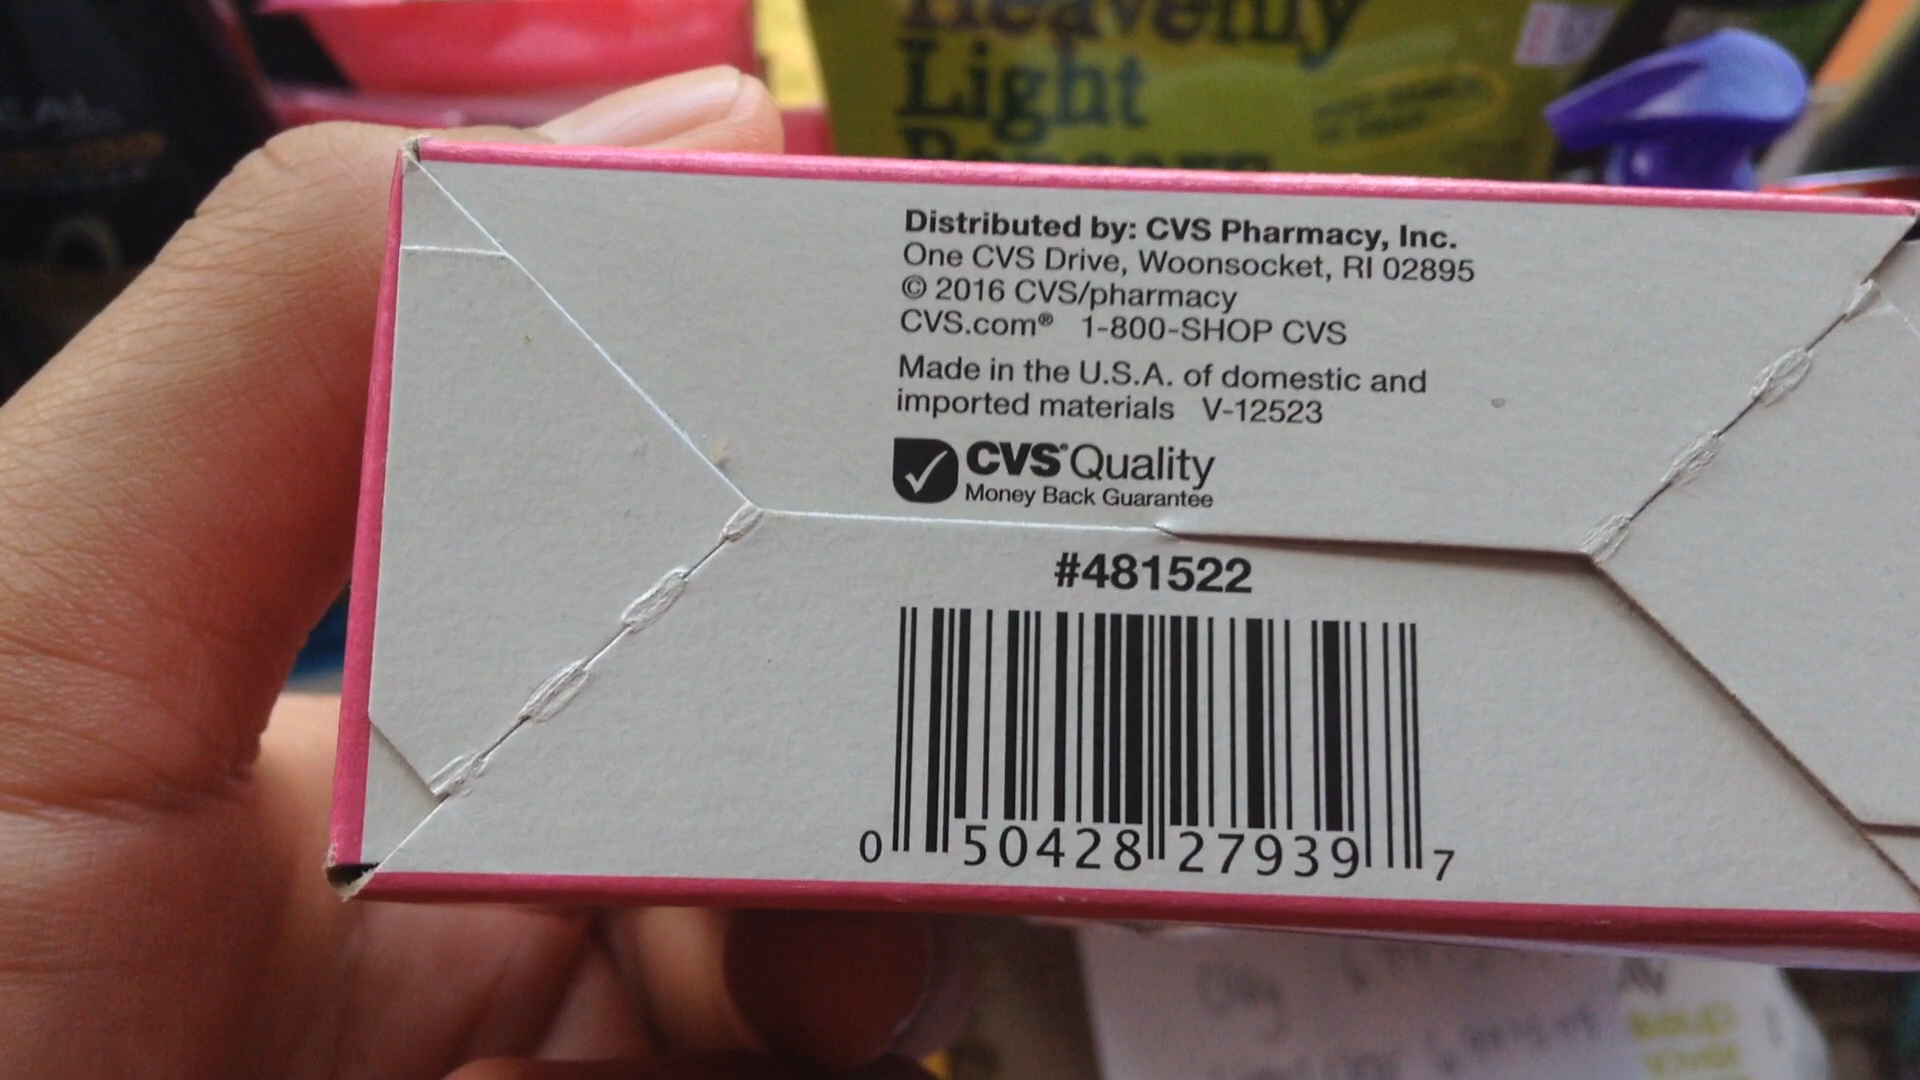 Heavenly
Light
Popcorn
Distributed by: CVS Pharmacy, Inc.
One CVS Drive, Woonsocket, RI 02895
© 2016 CVS/pharmacy
CVS.com® 1-800-SHOP CVS
Made in the U.S.A. of domestic and
imported materials V-12523
CVS® Quality
Money Back Guarantee
#481522
0 50428 27939 7